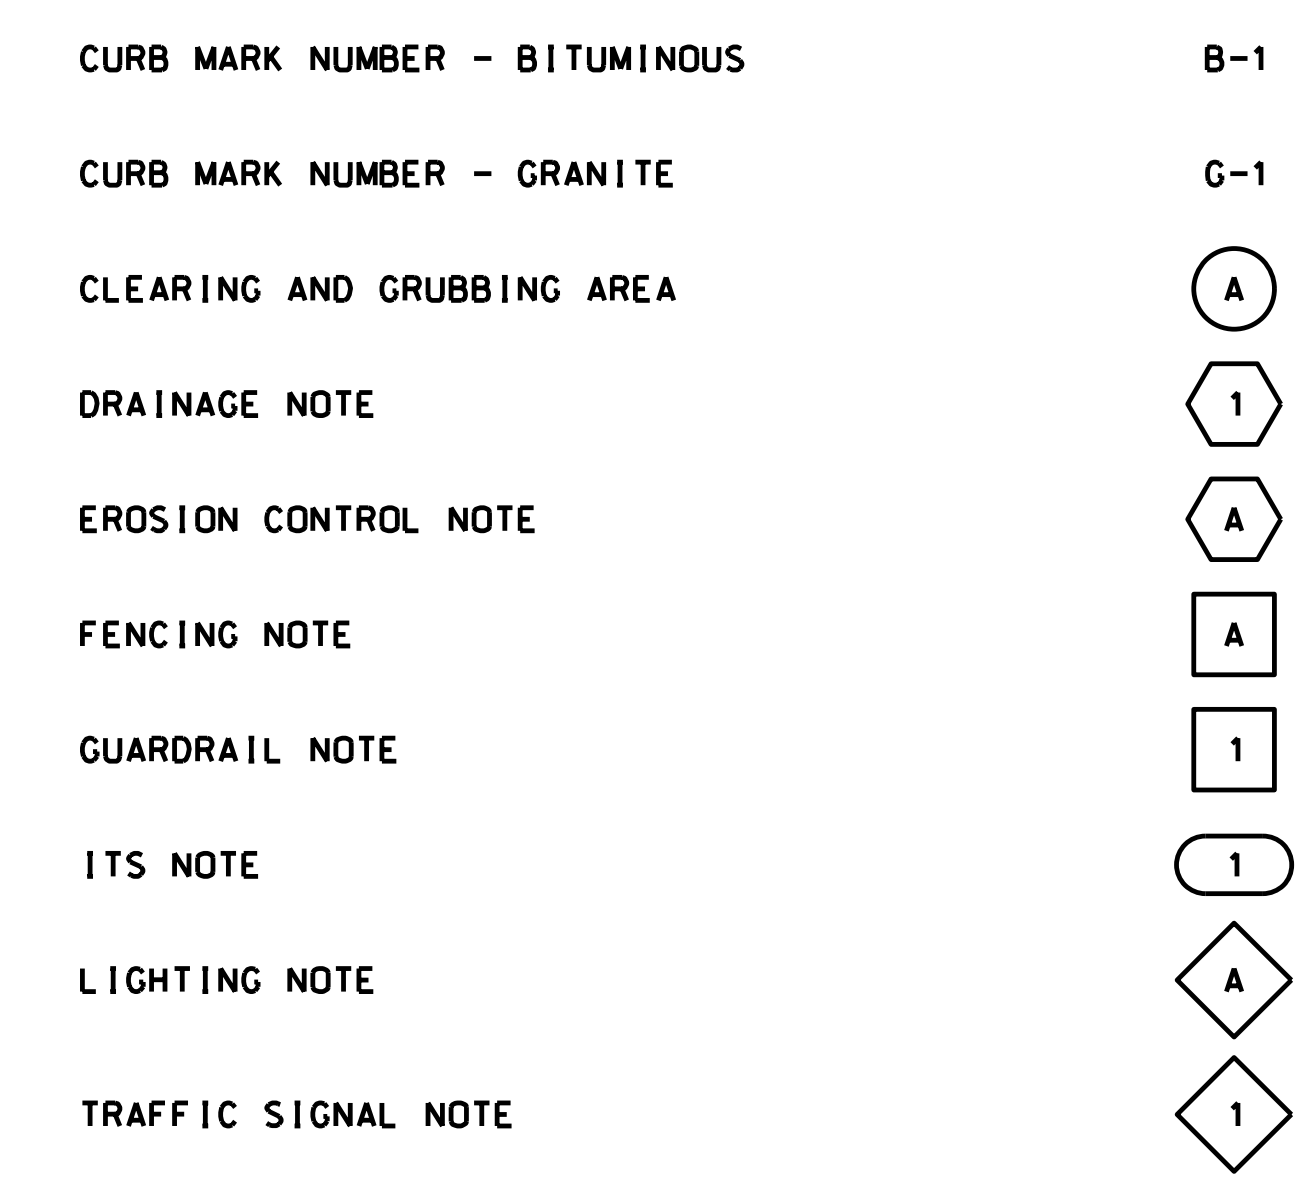 CURB MARK NUMBER - BITUMINOUS B-1
CURB MARK NUMBER - GRANITE G-1
CLEARING AND GRUBBING AREA A
DRAINAGE NOTE 1
EROSION CONTROL NOTE A
FENCING NOTE A
GUARDRAIL NOTE 1
ITS NOTE 1
LIGHTING NOTE A
TRAFFIC SIGNAL NOTE 1